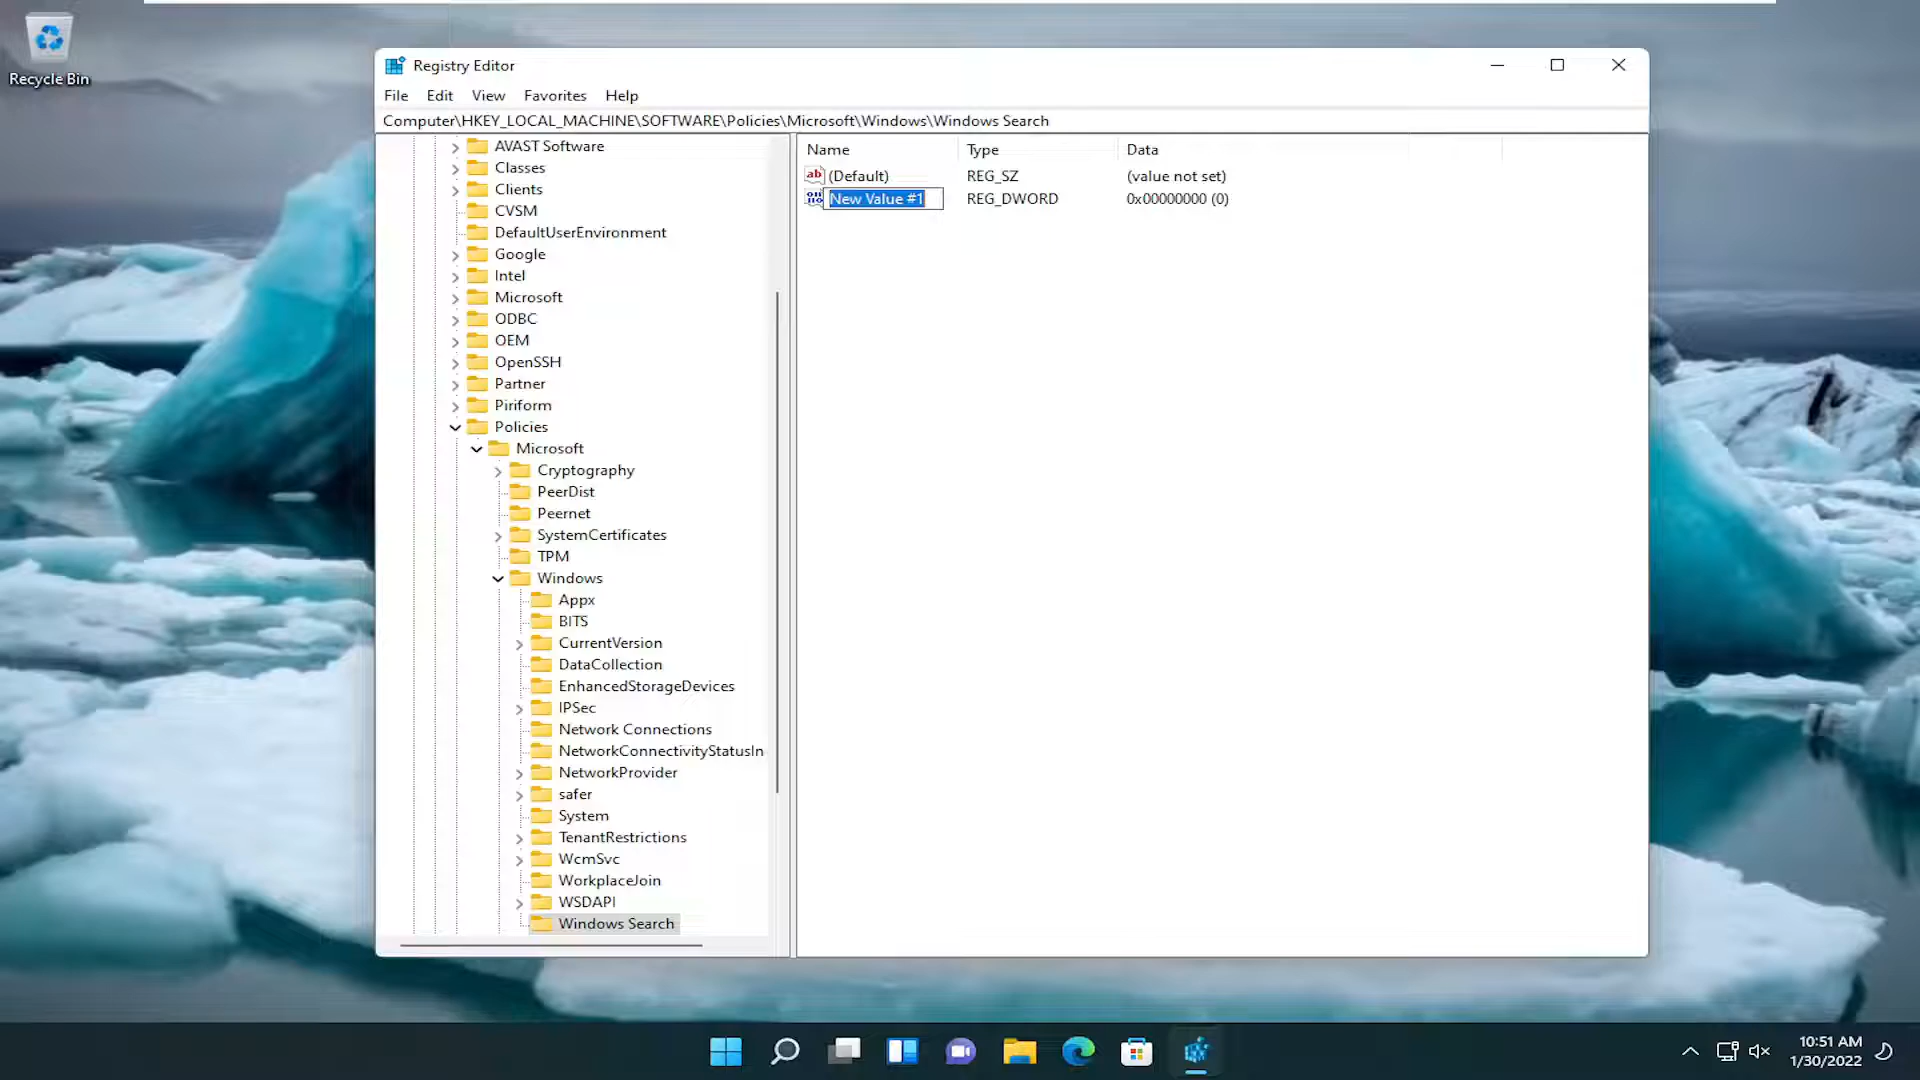 Recycle Bin
Registry Editor
File Edit View Favorites Help
Computer\HKEY_LOCAL_MACHINE\SOFTWARE\Policies\Microsoft\Windows\Windows Search
AVAST Software
Classes
Clients
CVSM
DefaultUserEnvironment
Google
Intel
Microsoft
ODBC
OEM
OpenSSH
Partner
Piriform
Policies
Microsoft
Cryptography
PeerDist
Peernet
SystemCertificates
TPM
Windows
Appx
BITS
CurrentVersion
DataCollection
EnhancedStorageDevices
IPSec
Network Connections
NetworkConnectivityStatusIn
NetworkProvider
safer
System
TenantRestrictions
WcmSvc
WorkplaceJoin
WSDAPI
Windows Search
Name Type Data
(Default) REG_SZ (value not set)
New Value #1 REG_DWORD 0x00000000 (0)
10:51 AM
1/30/2022